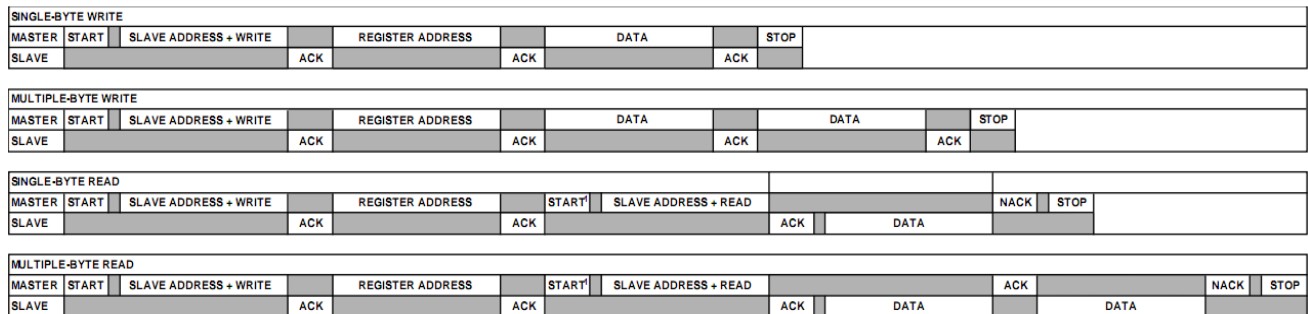 SINGLE-BYTE WRITE
MASTER START SLAVE ADDRESS + WRITE REGISTER ADDRESS DATA STOP
SLAVE ACK ACK ACK
MULTIPLE-BYTE WRITE
MASTER START SLAVE ADDRESS + WRITE REGISTER ADDRESS DATA DATA STOP
SLAVE ACK ACK ACK ACK
SINGLE-BYTE READ
MASTER START SLAVE ADDRESS + WRITE REGISTER ADDRESS START¹ SLAVE ADDRESS + READ NACK STOP
SLAVE ACK ACK ACK DATA
MULTIPLE-BYTE READ
MASTER START SLAVE ADDRESS + WRITE REGISTER ADDRESS START¹ SLAVE ADDRESS + READ ACK NACK STOP
SLAVE ACK ACK ACK DATA DATA